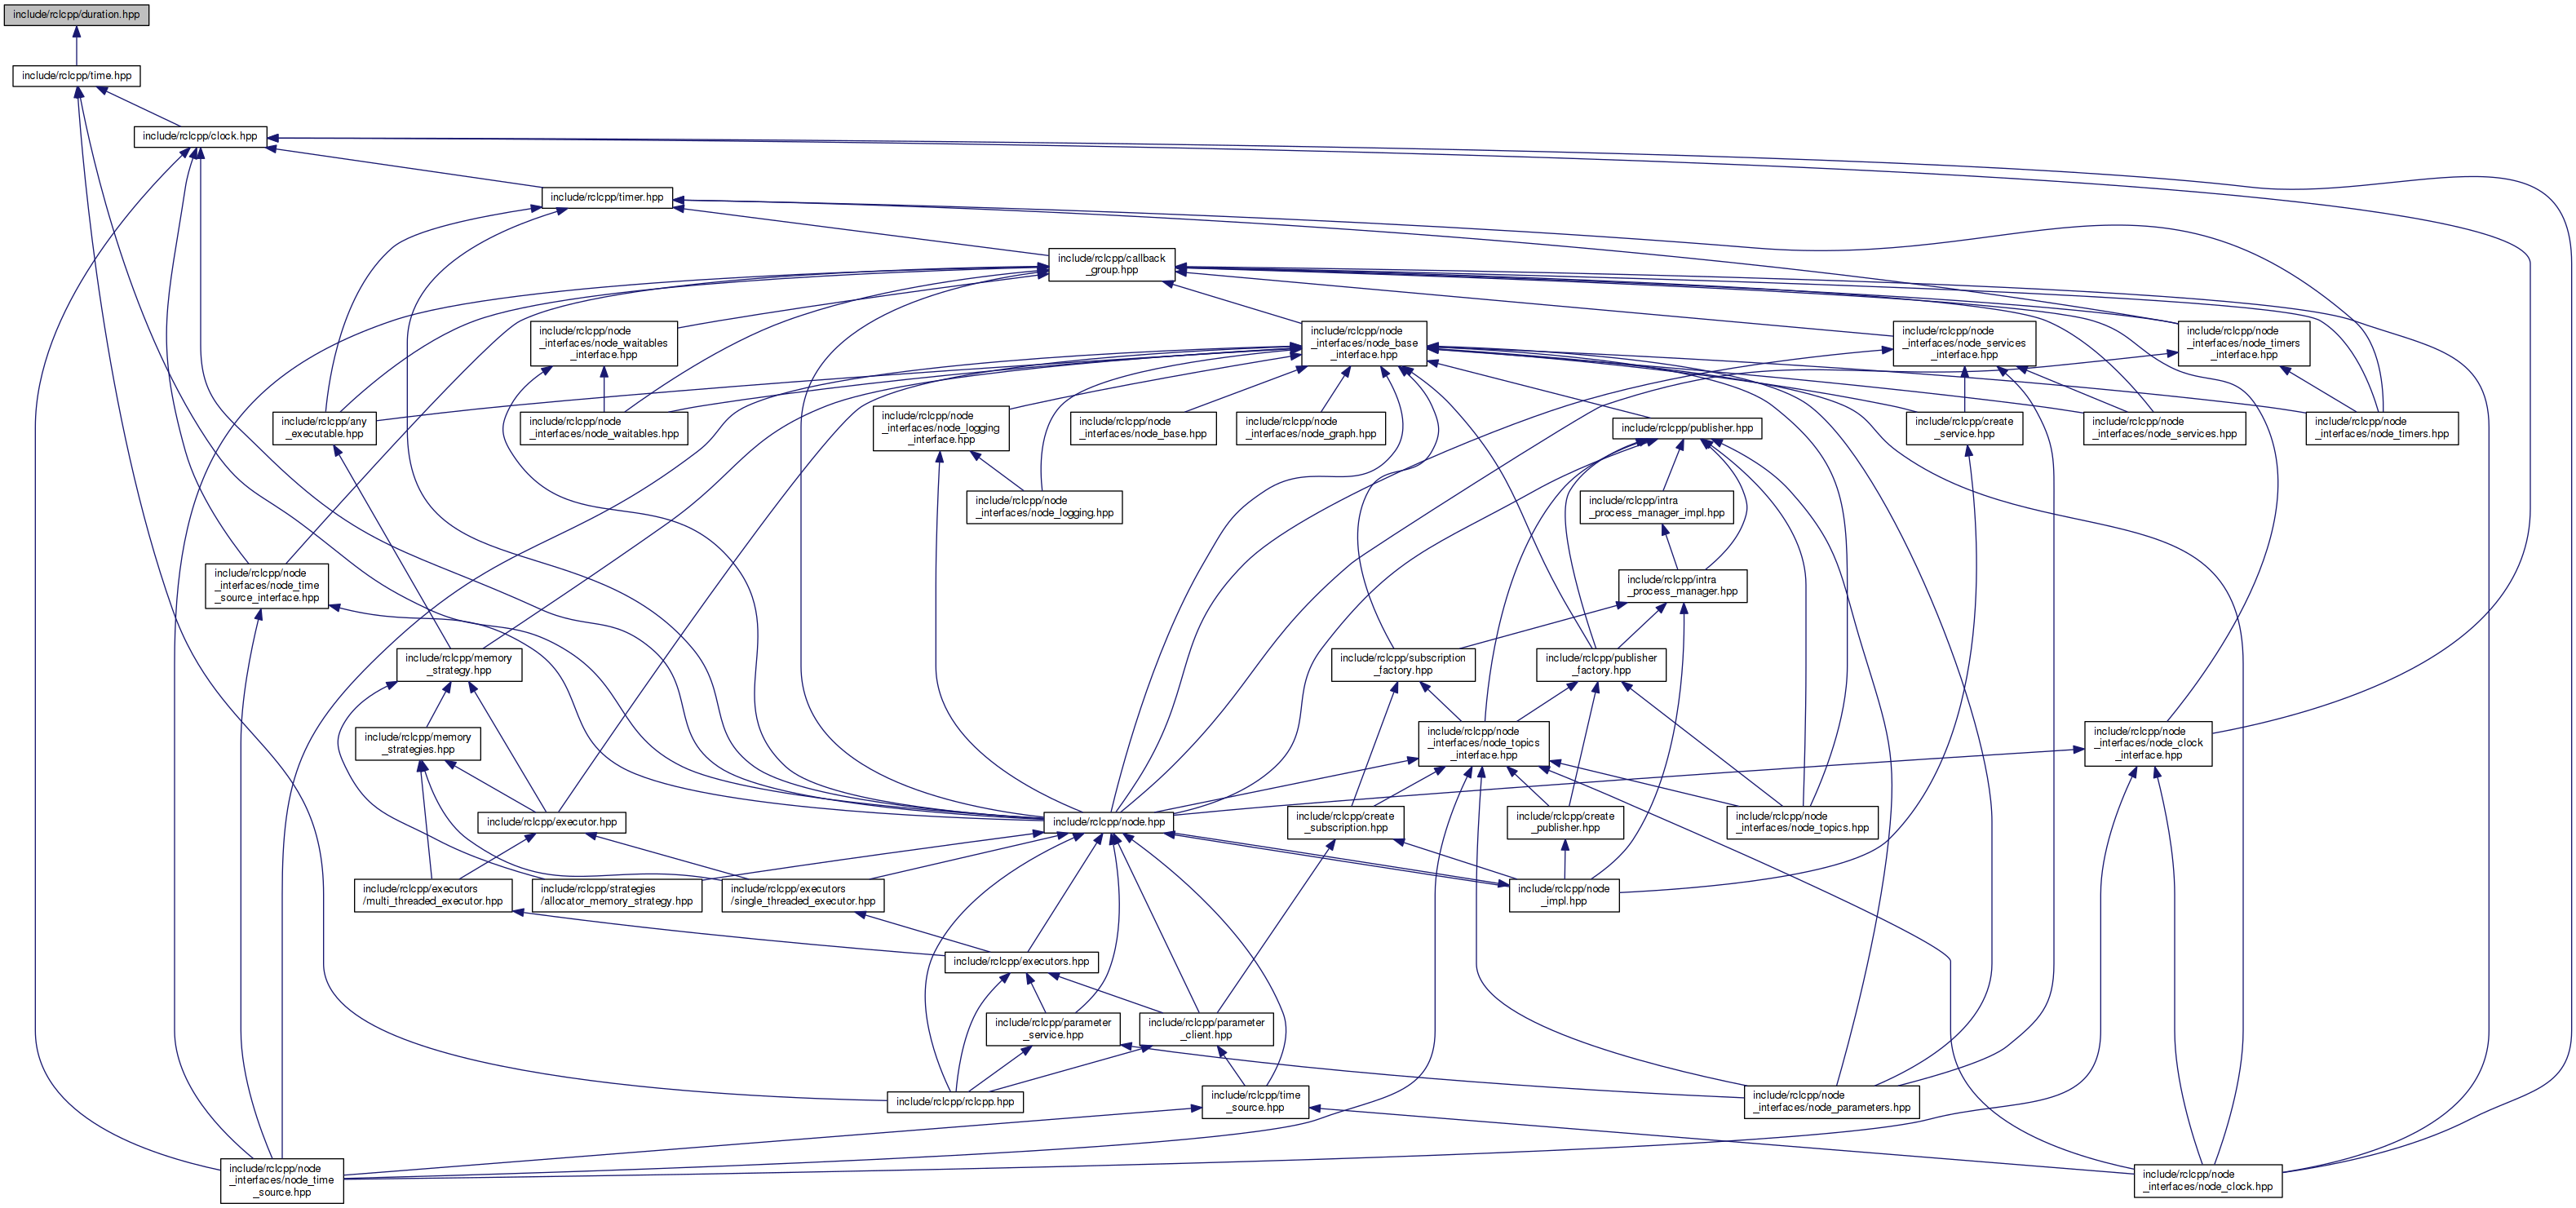 include/rclcpp/duration.hpp
include/rclcpp/time.hpp
include/rclcpp/clock.hpp
include/rclcpp/timer.hpp
include/rclcpp/callback
_group.hpp
include/rclcpp/node
_interfaces/node_waitables
_interface.hpp
include/rclcpp/node
_interfaces/node_base
_interface.hpp
include/rclcpp/node
_interfaces/node_services
_interface.hpp
include/rclcpp/node
_interfaces/node_timers
_interface.hpp
include/rclcpp/any
_executable.hpp
include/rclcpp/node
_interfaces/node_waitables.hpp
include/rclcpp/node
_interfaces/node_logging
_interface.hpp
include/rclcpp/node
_interfaces/node_base.hpp
include/rclcpp/node
_interfaces/node_graph.hpp
include/rclcpp/publisher.hpp
include/rclcpp/create
_service.hpp
include/rclcpp/node
_interfaces/node_services.hpp
include/rclcpp/node
_interfaces/node_timers.hpp
include/rclcpp/node
_interfaces/node_logging.hpp
include/rclcpp/intra
_process_manager_impl.hpp
include/rclcpp/node
_interfaces/node_time
_source_interface.hpp
include/rclcpp/intra
_process_manager.hpp
include/rclcpp/memory
_strategy.hpp
include/rclcpp/subscription
_factory.hpp
include/rclcpp/publisher
_factory.hpp
include/rclcpp/memory
_strategies.hpp
include/rclcpp/node
_interfaces/node_topics
_interface.hpp
include/rclcpp/node
_interfaces/node_clock
_interface.hpp
include/rclcpp/executor.hpp
include/rclcpp/node.hpp
include/rclcpp/create
_subscription.hpp
include/rclcpp/create
_publisher.hpp
include/rclcpp/node
_interfaces/node_topics.hpp
include/rclcpp/executors
/multi_threaded_executor.hpp
include/rclcpp/strategies
/allocator_memory_strategy.hpp
include/rclcpp/executors
/single_threaded_executor.hpp
include/rclcpp/node
_impl.hpp
include/rclcpp/executors.hpp
include/rclcpp/parameter
_service.hpp
include/rclcpp/parameter
_client.hpp
include/rclcpp/rclcpp.hpp
include/rclcpp/time
_source.hpp
include/rclcpp/node
_interfaces/node_parameters.hpp
include/rclcpp/node
_interfaces/node_time
_source.hpp
include/rclcpp/node
_interfaces/node_clock.hpp